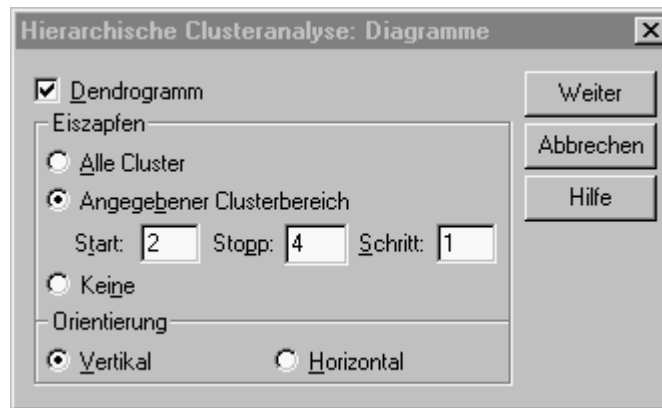 Hierarchische Clusteranalyse: Diagramme
Dendrogramm
Weiter
Eiszapfen
Abbrechen
Alle Cluster
Angegebener Clusterbereich
Hilfe
Start: 2 Stopp: 4 Schritt: 1
Keine
Orientierung
Vertikal Horizontal